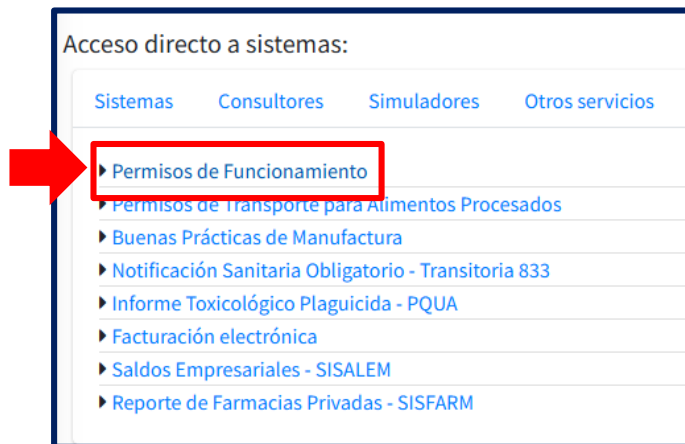 Acceso directo a sistemas:
Sistemas Consultores Simuladores Otros servicios
Permisos de Funcionamiento
Permisos de Transporte para Alimentos Procesados
Buenas Prácticas de Manufactura
Notificación Sanitaria Obligatorio - Transitoria 833
Informe Toxicológico Plaguicida - PQUA
Facturación electrónica
Saldos Empresariales - SISALEM
Reporte de Farmacias Privadas - SISFARM